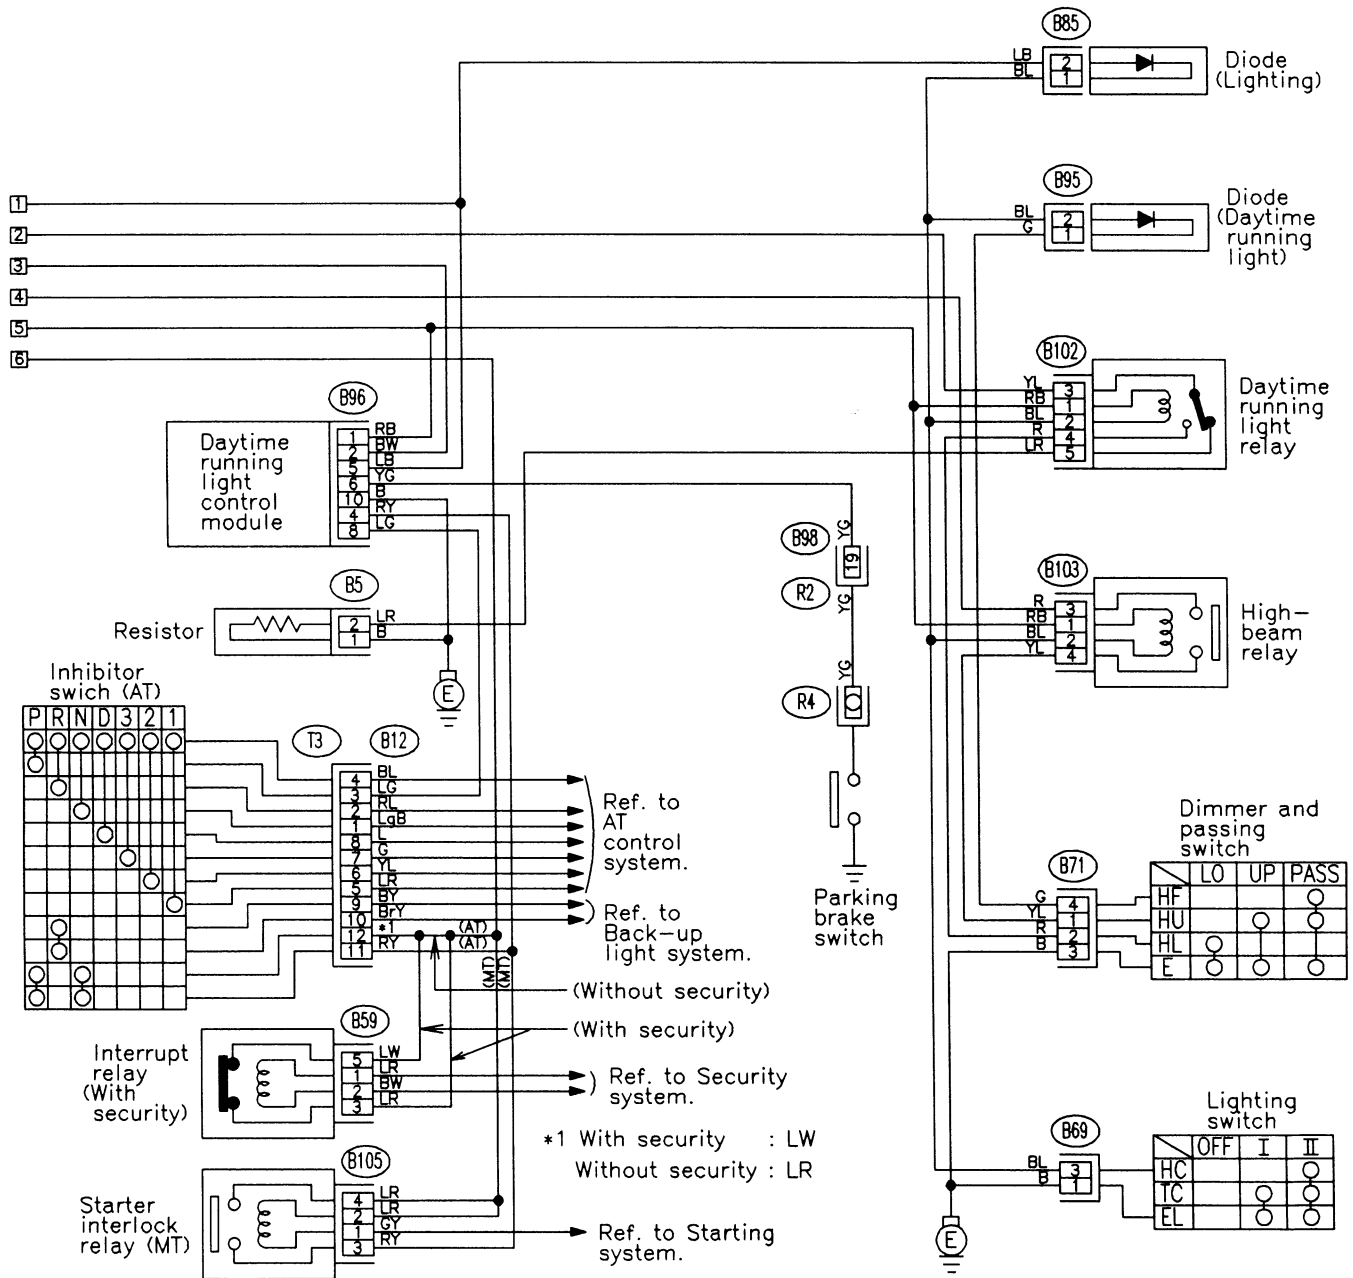 B85
LB
BL
2
1
Diode
(Lighting)
B95
BL
G
2
1
Diode
(Daytime
running
light)
1
2
3
4
5
6
B102
YL
RB
BL
R
LR
3
1
2
4
5
Daytime
running
light
relay
B96
Daytime
running
light
control
module
1
2
5
6
10
4
8
RB
BW
LB
YG
B
RY
LG
B98
YG
19
R2
YG
YG
R4
Parking
brake
switch
B5
Resistor
2
1
LR
B
E
B103
R
RB
BL
YL
3
1
2
4
High-
beam
relay
Inhibitor
swich (AT)
P R N D 3 2 1
T3
B12
4
3
2
1
8
7
6
5
9
10
12
11
BL
LG
RL
LgB
L
G
YL
LR
BY
BrY
*1
RY
(AT)
(AT)
(MT)
(MT)
Ref. to
AT
control
system.
Ref. to
Back-up
light system.
(Without security)
(With security)
Dimmer and
passing
switch
B71
G
YL
R
B
4
1
2
3
LO UP PASS
HF
HU
HL
E
B59
Interrupt
relay
(With
security)
5
1
2
3
LW
LR
BW
LR
Ref. to Security
system.
*1 With security : LW
Without security : LR
B105
Starter
interlock
relay (MT)
4
2
1
3
LR
LR
GY
RY
Ref. to Starting
system.
Lighting
switch
B69
BL
B
3
1
OFF I II
HC
TC
EL
E